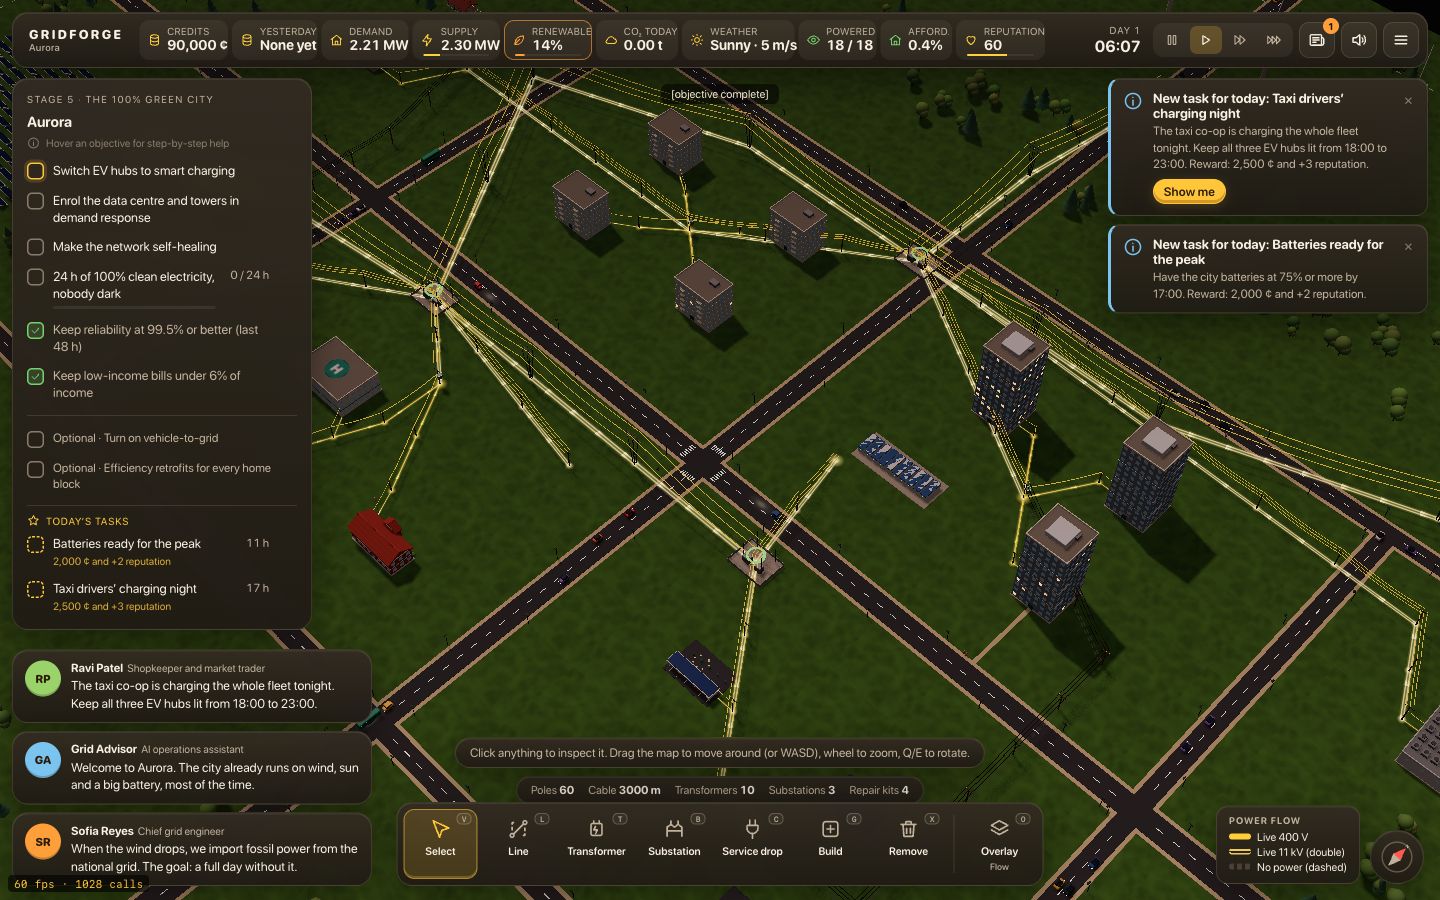 GRIDFORGE
Aurora
CREDITS
90,000 ¢
YESTERDAY
None yet
DEMAND
2.21 MW
SUPPLY
2.30 MW
RENEWABLE
14%
CO₂ TODAY
0.00 t
WEATHER
Sunny · 5 m/s
POWERED
18 / 18
AFFORD.
0.4%
REPUTATION
60
DAY 1
06:07
1
STAGE 5 · THE 100% GREEN CITY
Aurora
Hover an objective for step-by-step help
Switch EV hubs to smart charging
Enrol the data centre and towers in
demand response
Make the network self-healing
24 h of 100% clean electricity,
nobody dark
0 / 24 h
Keep reliability at 99.5% or better (last
48 h)
Keep low-income bills under 6% of
income
Optional · Turn on vehicle-to-grid
Optional · Efficiency retrofits for every home
block
TODAY'S TASKS
Batteries ready for the peak
11 h
2,000 ¢ and +2 reputation
Taxi drivers' charging night
17 h
2,500 ¢ and +3 reputation
[objective complete]
New task for today: Taxi drivers'
charging night
The taxi co-op is charging the whole fleet
tonight. Keep all three EV hubs lit from 18:00 to
23:00. Reward: 2,500 ¢ and +3 reputation.
Show me
New task for today: Batteries ready for
the peak
Have the city batteries at 75% or more by
17:00. Reward: 2,000 ¢ and +2 reputation.
H
RP
Ravi Patel Shopkeeper and market trader
The taxi co-op is charging the whole fleet tonight.
Keep all three EV hubs lit from 18:00 to 23:00.
GA
Grid Advisor AI operations assistant
Welcome to Aurora. The city already runs on wind, sun
and a big battery, most of the time.
SR
Sofia Reyes Chief grid engineer
When the wind drops, we import fossil power from the
national grid. The goal: a full day without it.
60 fps · 1028 calls
Click anything to inspect it. Drag the map to move around (or WASD), wheel to zoom, Q/E to rotate.
Poles 60 Cable 3000 m Transformers 10 Substations 3 Repair kits 4
V
Select
L
Line
T
Transformer
B
Substation
C
Service drop
G
Build
X
Remove
O
Overlay
Flow
POWER FLOW
Live 400 V
Live 11 kV (double)
No power (dashed)